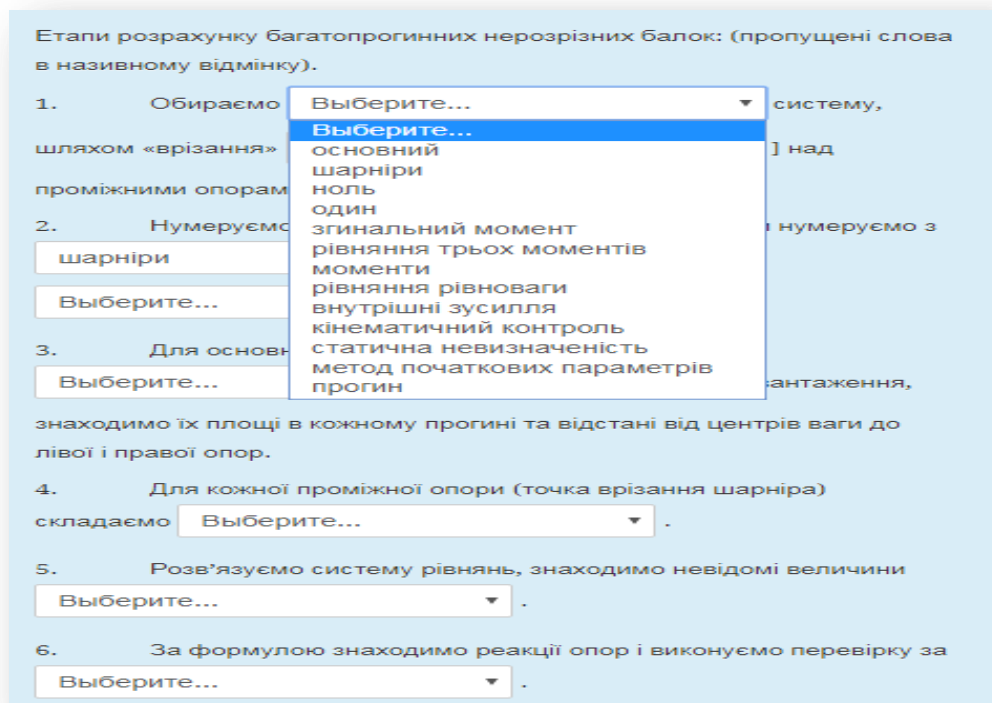 Етапи розрахунку багатопрогинних нерозрізних балок: (пропущені слова
в називному відмінку).
1. Обираємо Выберите... систему,
Выберите...
основний
шарніри
ноль
один
згинальний момент
рівняння трьох моментів
моменти
рівняння рівноваги
внутрішні зусилля
кінематичний контроль
статична невизначеність
метод початкових параметрів
прогин
шляхом «врізання» ] над
проміжними опорам
2. Нумеруємо нумеруємо з
шарніри
Выберите...
3. Для основн
Выберите... антаження,
знаходимо їх площі в кожному прогині та відстані від центрів ваги до
лівої і правої опор.
4. Для кожної проміжної опори (точка врізання шарніра)
складаємо Выберите... .
5. Розв’язуємо систему рівнянь, знаходимо невідомі величини
Выберите... .
6. За формулою знаходимо реакції опор і виконуємо перевірку за
Выберите... .